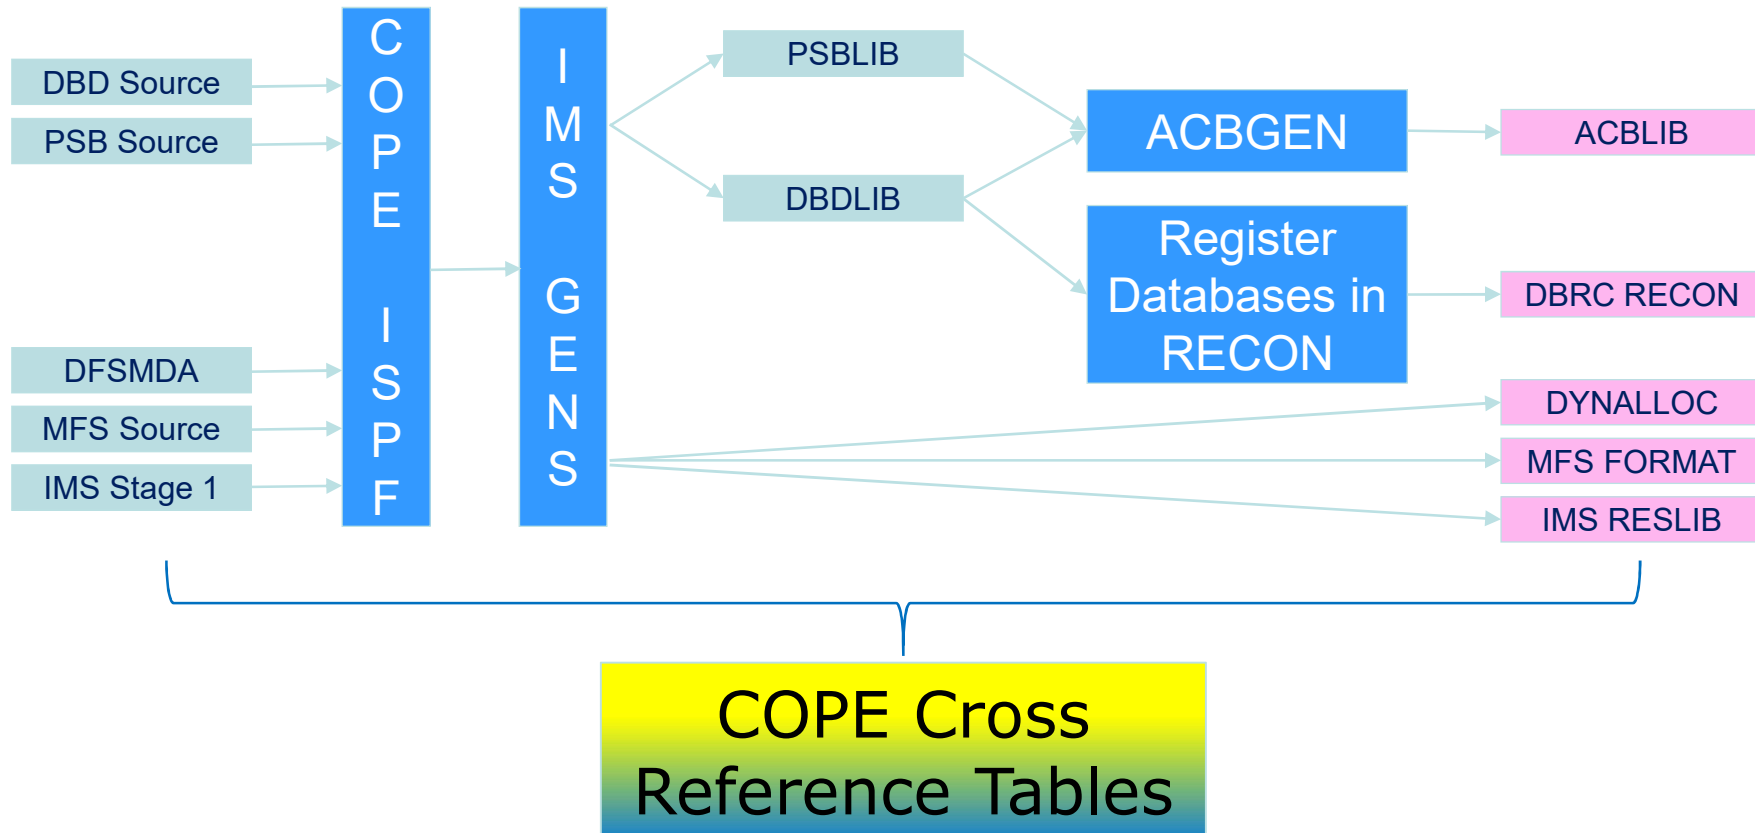 DBD Source
PSB Source
DFSMDA
MFS Source
IMS Stage 1
COPE ISPF
IMS GENS
PSBLIB
DBDLIB
ACBGEN
Register
Databases in
RECON
ACBLIB
DBRC RECON
DYNALLOC
MFS FORMAT
IMS RESLIB
COPE Cross
Reference Tables